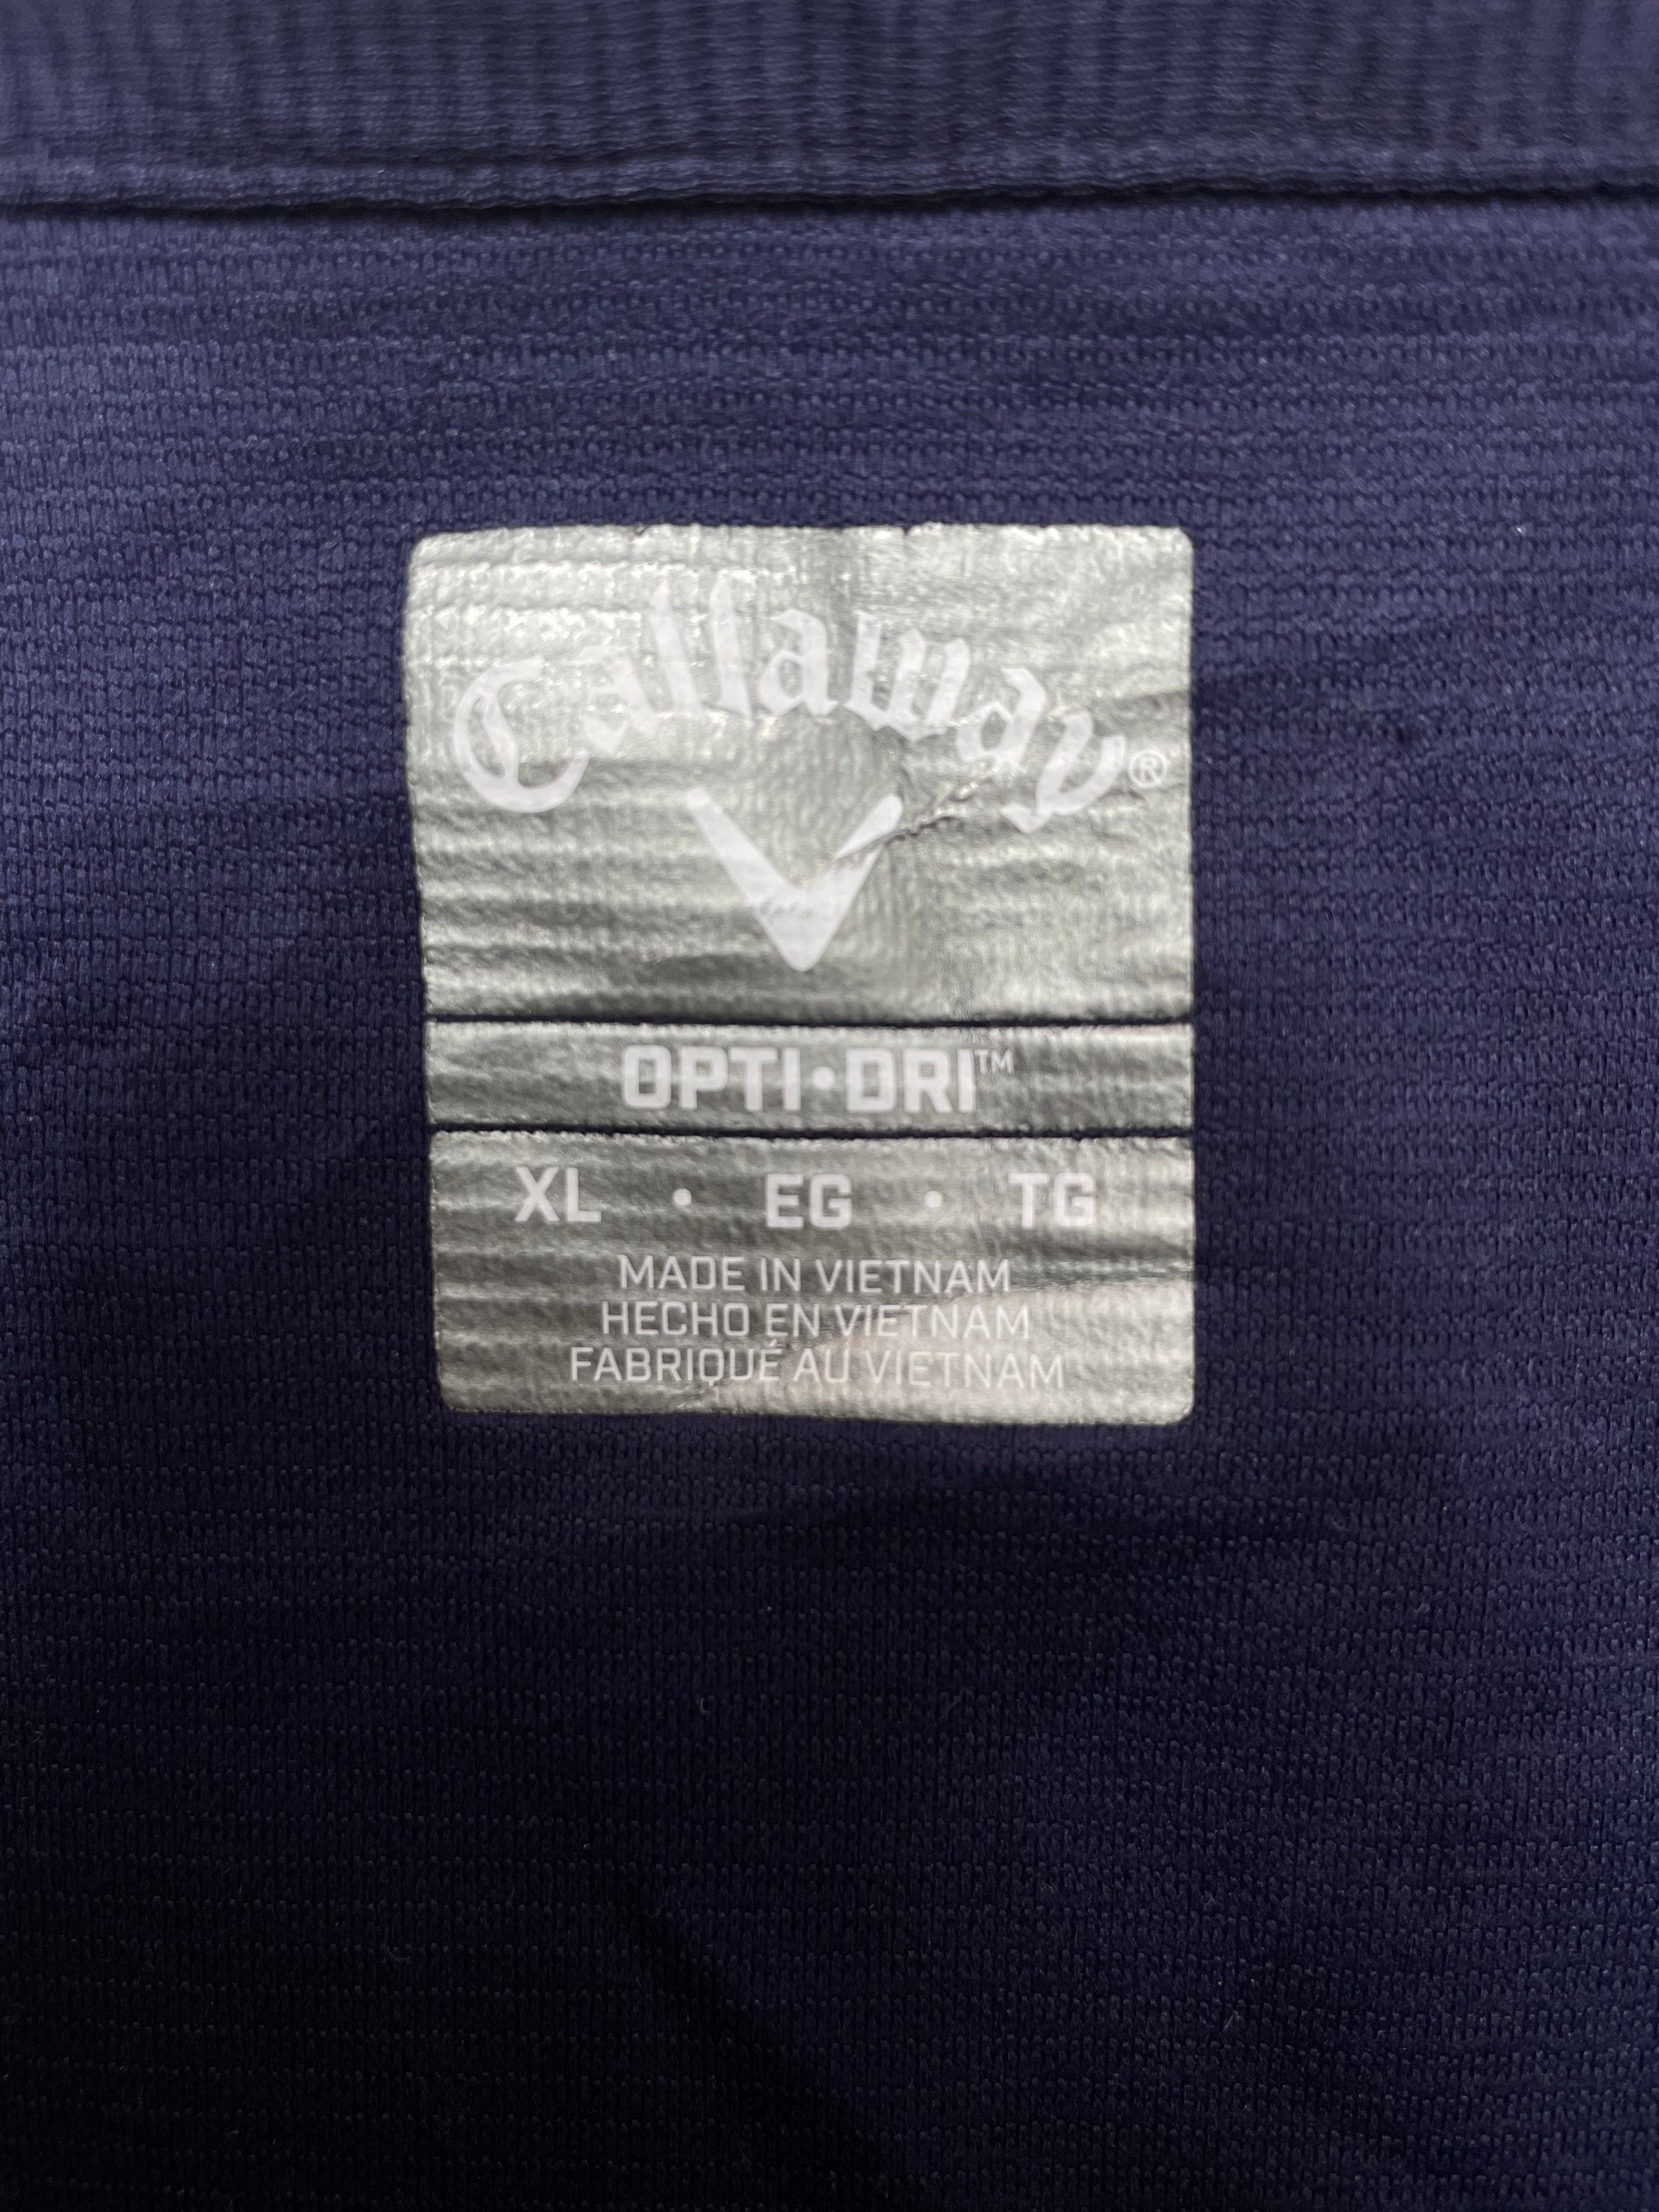 Callaway®
OPTI•DRI™
XL • EG • TG
MADE IN VIETNAM
HECHO EN VIETNAM
FABRIQUÉ AU VIETNAM